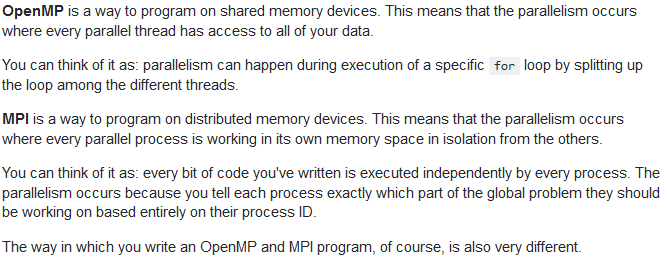 OpenMP is a way to program on shared memory devices. This means that the parallelism occurs
where every parallel thread has access to all of your data.
You can think of it as: parallelism can happen during execution of a specific for loop by splitting up
the loop among the different threads.
MPI is a way to program on distributed memory devices. This means that the parallelism occurs
where every parallel process is working in its own memory space in isolation from the others.
You can think of it as: every bit of code you've written is executed independently by every process. The
parallelism occurs because you tell each process exactly which part of the global problem they should
be working on based entirely on their process ID.
The way in which you write an OpenMP and MPI program, of course, is also very different.